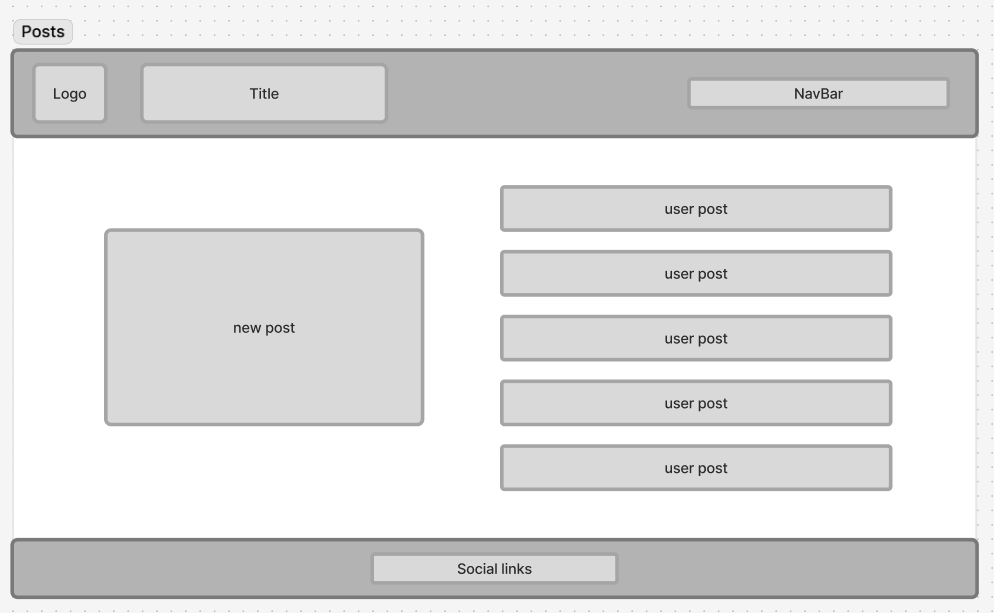 Posts
Logo
Title
NavBar
new post
user post
user post
user post
user post
user post
Social links